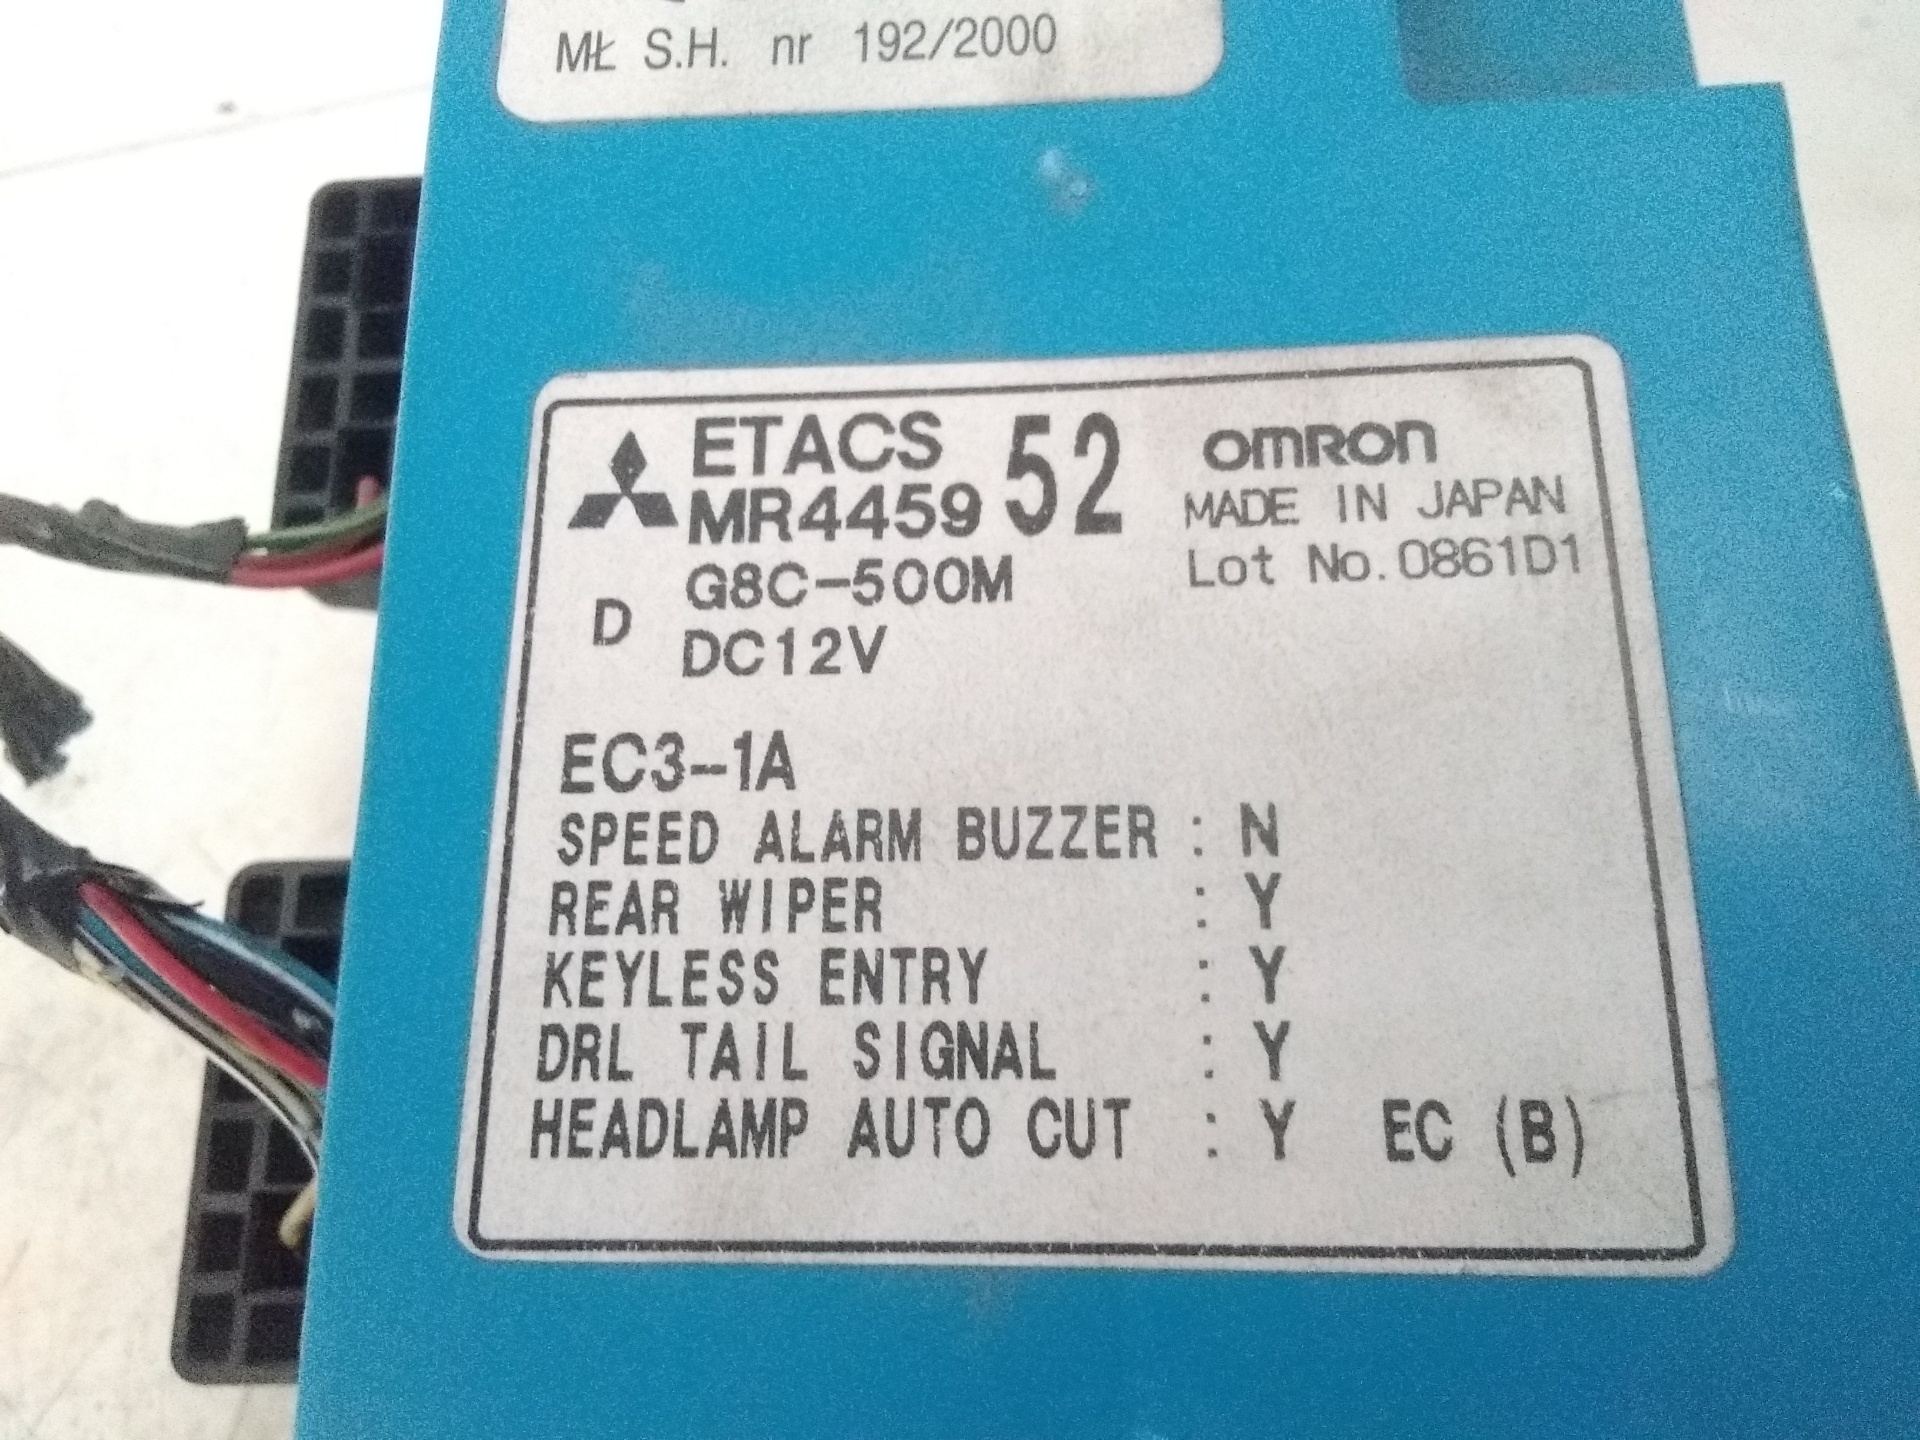 MŁ S.H. nr 192/2000
ETACS 52 OMRON
MR4459 MADE IN JAPAN
G8C-500M Lot No. 0861D1
D DC12V
EC3-1A
SPEED ALARM BUZZER : N
REAR WIPER : Y
KEYLESS ENTRY : Y
DRL TAIL SIGNAL : Y
HEADLAMP AUTO CUT : Y EC (B)